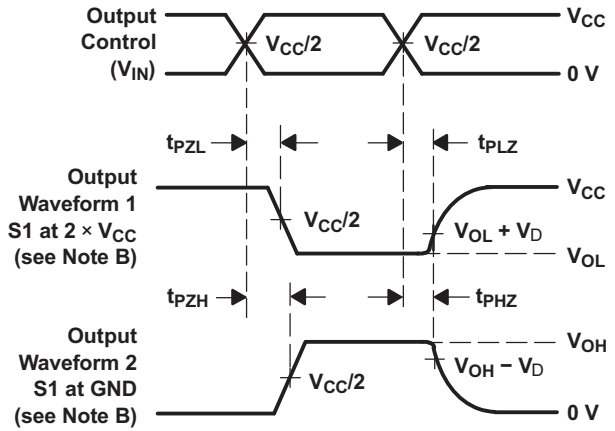 Output
Control
(VIN)
VCC/2
VCC/2
VCC
0 V
tPZL
tPLZ
Output
Waveform 1
S1 at 2 × VCC
(see Note B)
VCC/2
VCC
VOL + VD
VOL
tPZH
tPHZ
Output
Waveform 2
S1 at GND
(see Note B)
VCC/2
VOH
VOH − VD
0 V